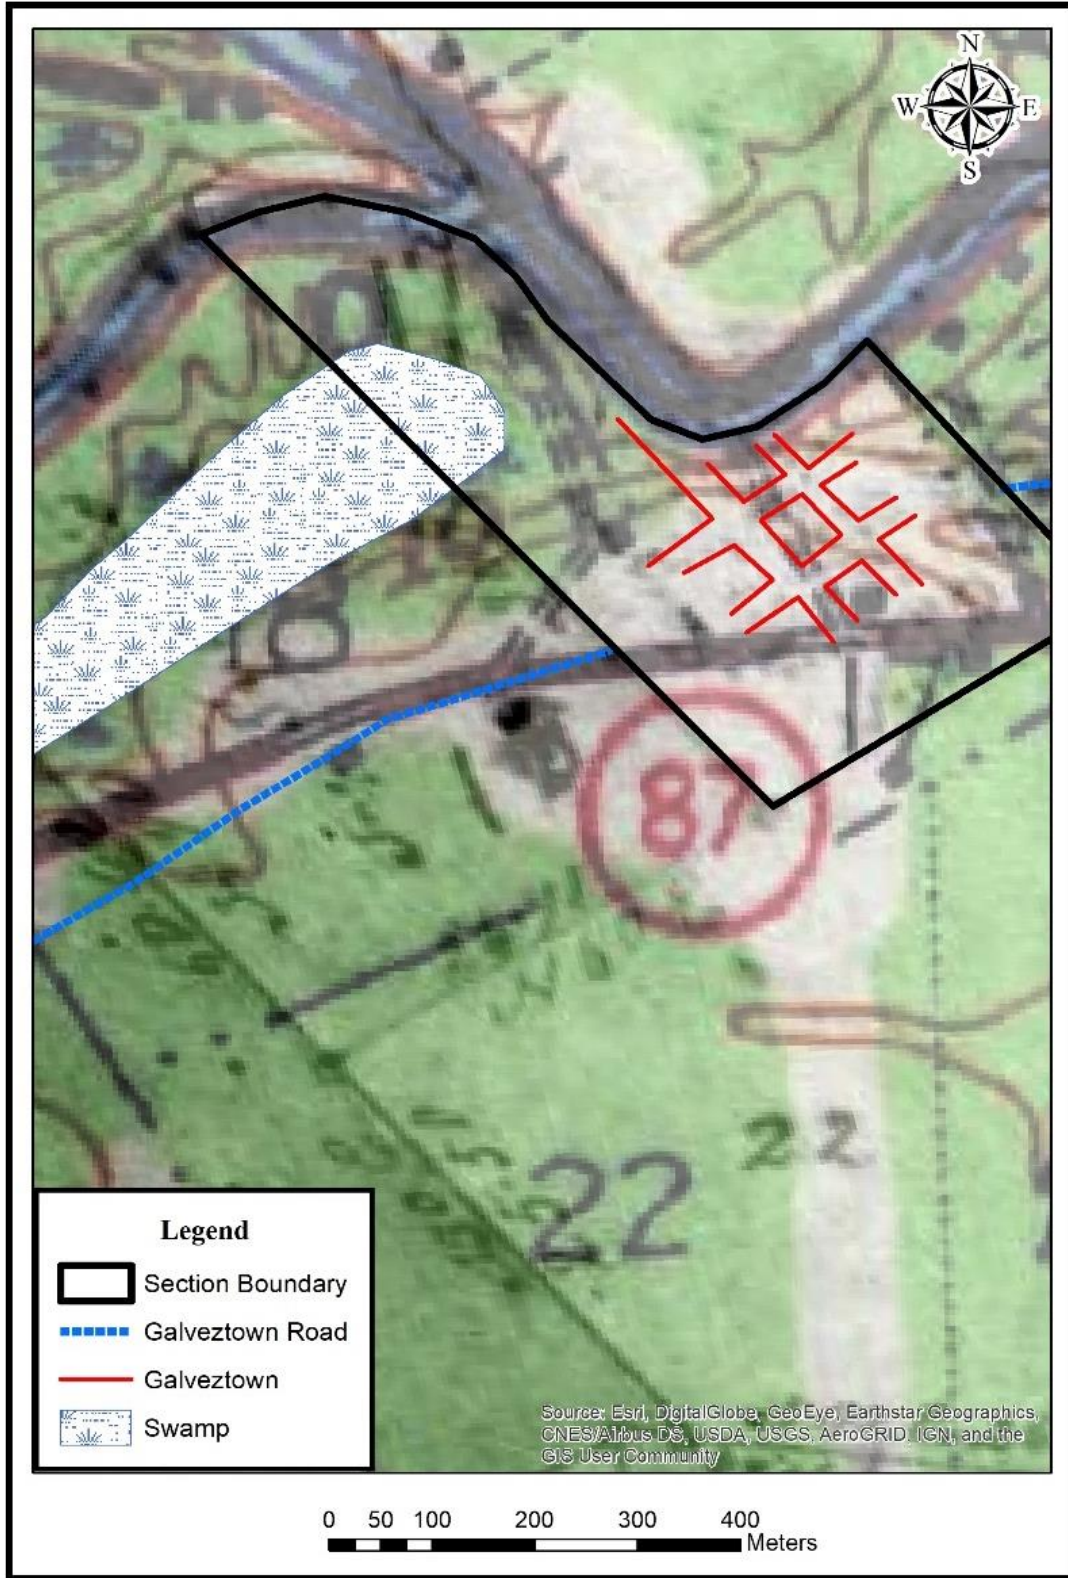 N
W E
S
87
22
22
Legend
Section Boundary
Galveztown Road
Galveztown
Swamp
Source: Esri, DigitalGlobe, GeoEye, Earthstar Geographics,
CNES/Airbus DS, USDA, USGS, AeroGRID, IGN, and the
GIS User Community
0 50 100 200 300 400
Meters